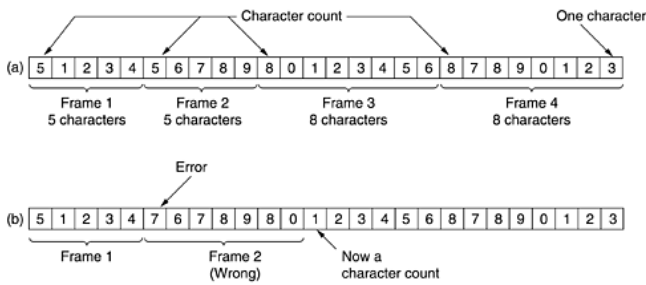 Character count
One character
(a) 5 1 2 3 4 5 6 7 8 9 8 0 1 2 3 4 5 6 8 7 8 9 0 1 2 3
Frame 1 Frame 2 Frame 3 Frame 4
5 characters 5 characters 8 characters 8 characters
Error
(b) 5 1 2 3 4 7 6 7 8 9 8 0 1 2 3 4 5 6 8 7 8 9 0 1 2 3
Frame 1 Frame 2 Now a
(Wrong) character count